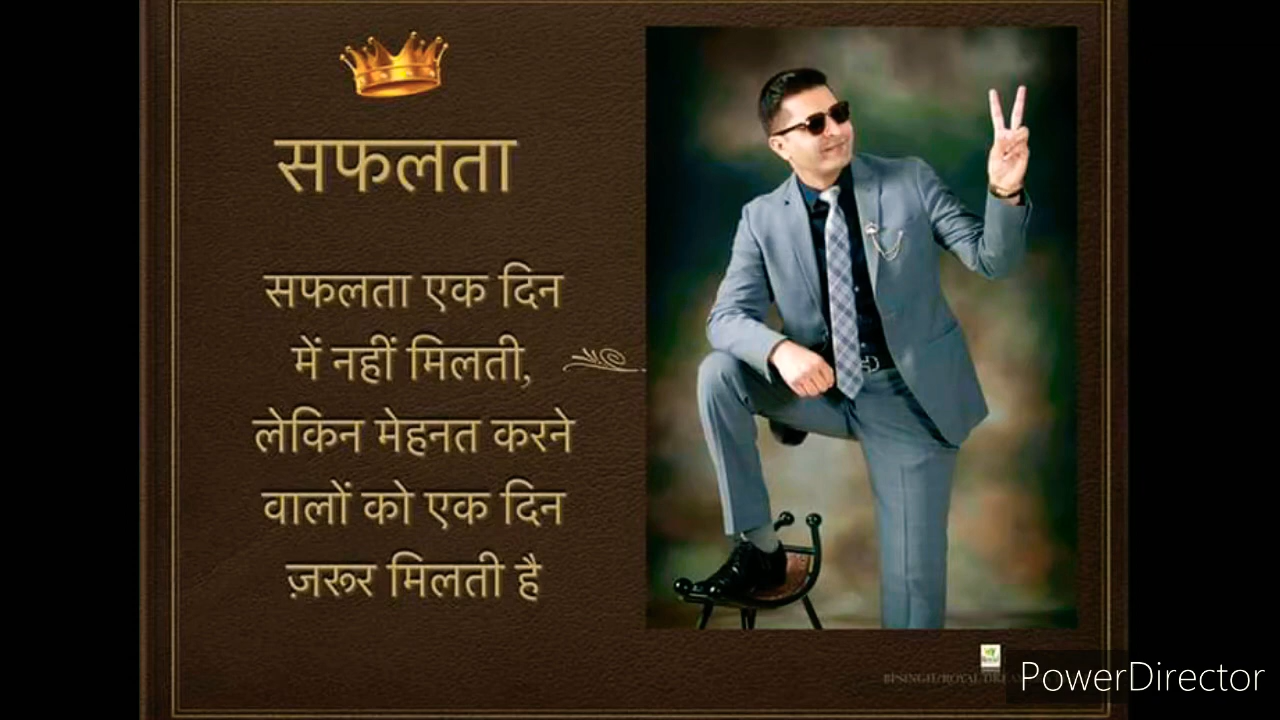 सफलता
सफलता एक दिन
में नहीं मिलती,
लेकिन मेहनत करने
वालों को एक दिन
ज़रूर मिलती है
PowerDirector